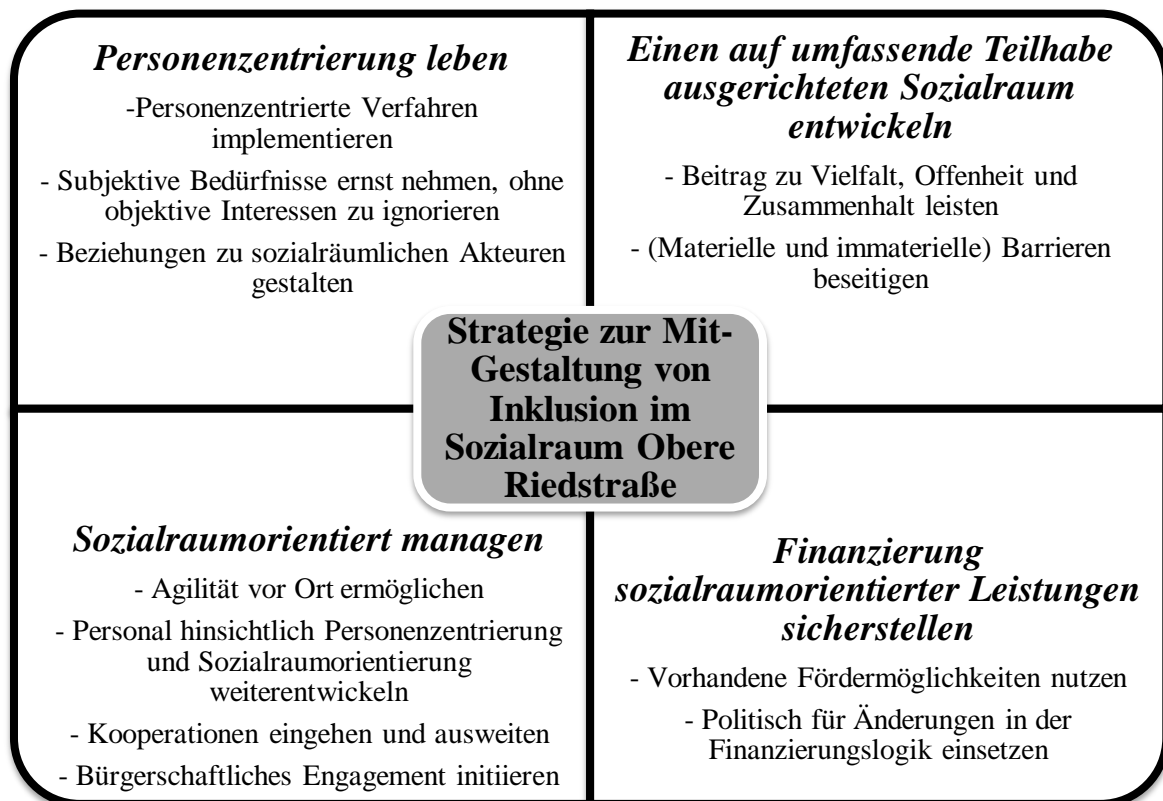 Personenzentrierung leben
-Personenzentrierte Verfahren
implementieren
- Subjektive Bedürfnisse ernst nehmen, ohne
objektive Interessen zu ignorieren
- Beziehungen zu sozialräumlichen Akteuren
gestalten
Einen auf umfassende Teilhabe
ausgerichteten Sozialraum
entwickeln
- Beitrag zu Vielfalt, Offenheit und
Zusammenhalt leisten
- (Materielle und immaterielle) Barrieren
beseitigen
Strategie zur Mit-
Gestaltung von
Inklusion im
Sozialraum Obere
Riedstraße
Sozialraumorientiert managen
- Agilität vor Ort ermöglichen
- Personal hinsichtlich Personenzentrierung
und Sozialraumorientierung
weiterentwickeln
- Kooperationen eingehen und ausweiten
- Bürgerschaftliches Engagement initiieren
Finanzierung
sozialraumorientierter Leistungen
sicherstellen
- Vorhandene Fördermöglichkeiten nutzen
- Politisch für Änderungen in der
Finanzierungslogik einsetzen